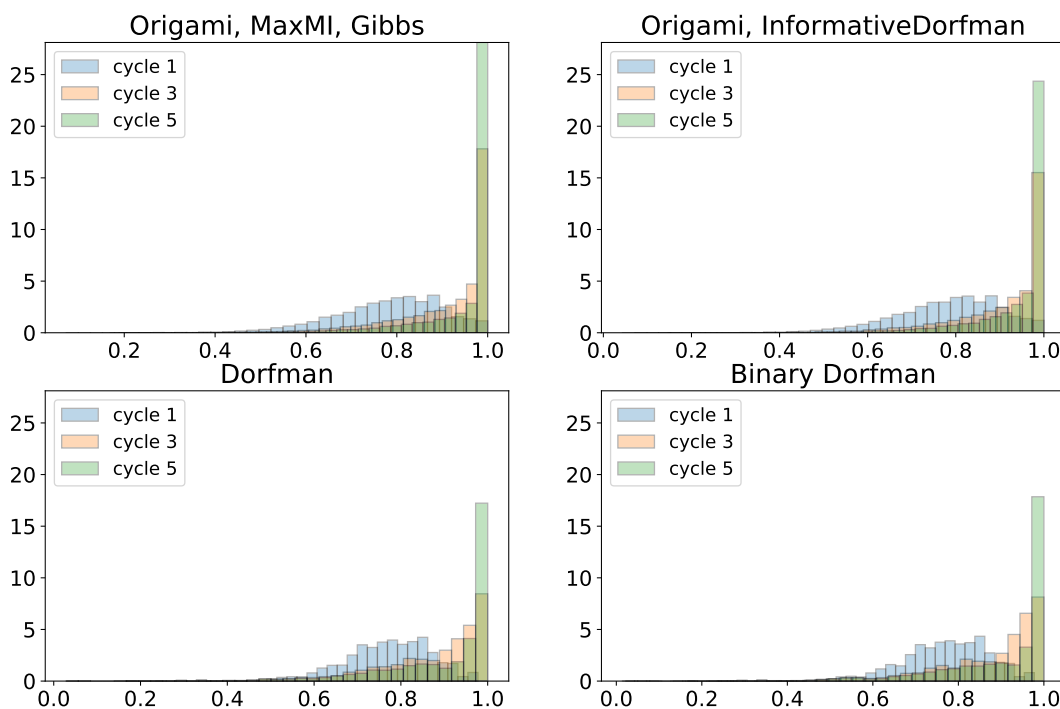 Origami, MaxMI, Gibbs
cycle 1
cycle 3
cycle 5
25
20
15
10
5
0
0.2 0.4 0.6 0.8 1.0
Origami, InformativeDorfman
cycle 1
cycle 3
cycle 5
25
20
15
10
5
0
0.0 0.2 0.4 0.6 0.8 1.0
Dorfman
cycle 1
cycle 3
cycle 5
25
20
15
10
5
0
0.0 0.2 0.4 0.6 0.8 1.0
Binary Dorfman
cycle 1
cycle 3
cycle 5
25
20
15
10
5
0
0.0 0.2 0.4 0.6 0.8 1.0